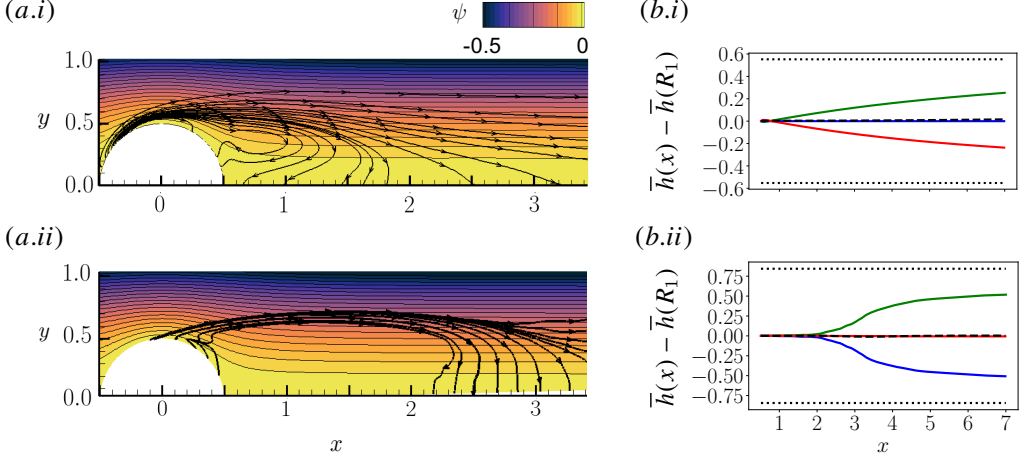 (a.i)
ψ
-0.5 0
1.0
y 0.5
0.0
0 1 2 3
(b.i)
h̅(x) − h̅(R₁)
0.6
0.4
0.2
0.0
−0.2
−0.4
−0.6
(a.ii)
1.0
y 0.5
0.0
0 1 2 3
x
(b.ii)
h̅(x) − h̅(R₁)
0.75
0.50
0.25
0.00
−0.25
−0.50
−0.75
1 2 3 4 5 6 7
x